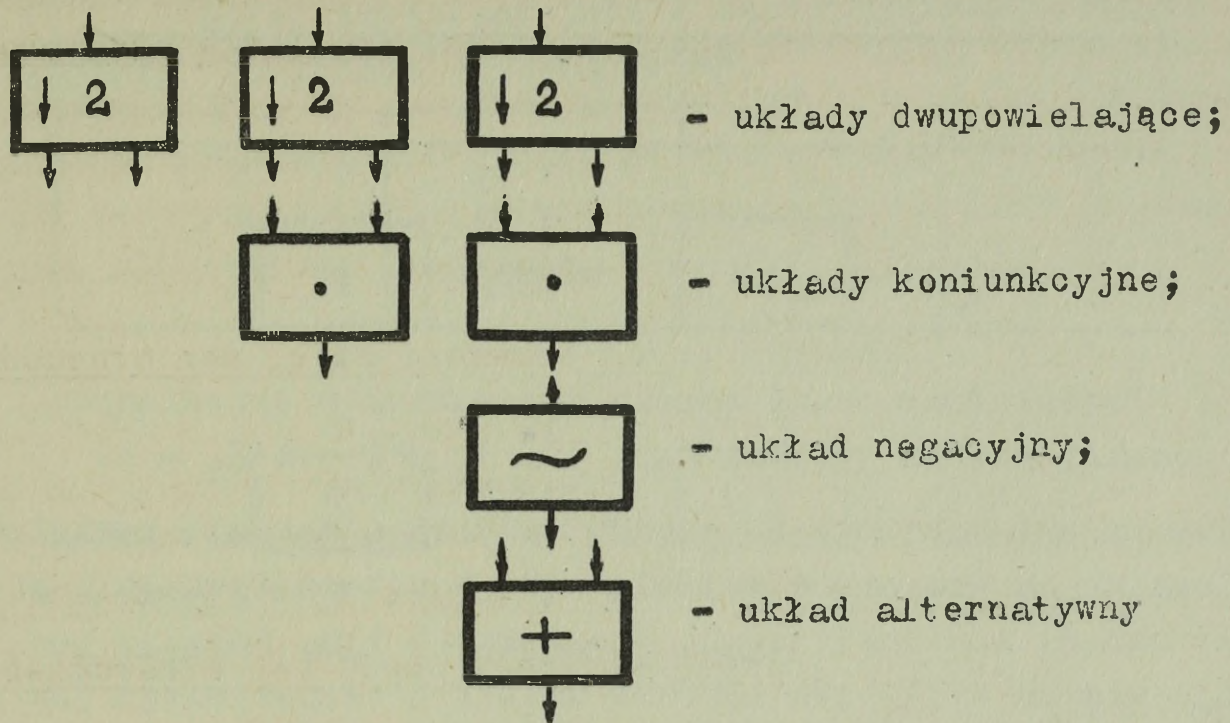 ↓ 2 ↓ 2 ↓ 2 - układy dwupowielające;
• • - układy koniunkcyjne;
~ - układ negacyjny;
+ - układ alternatywny